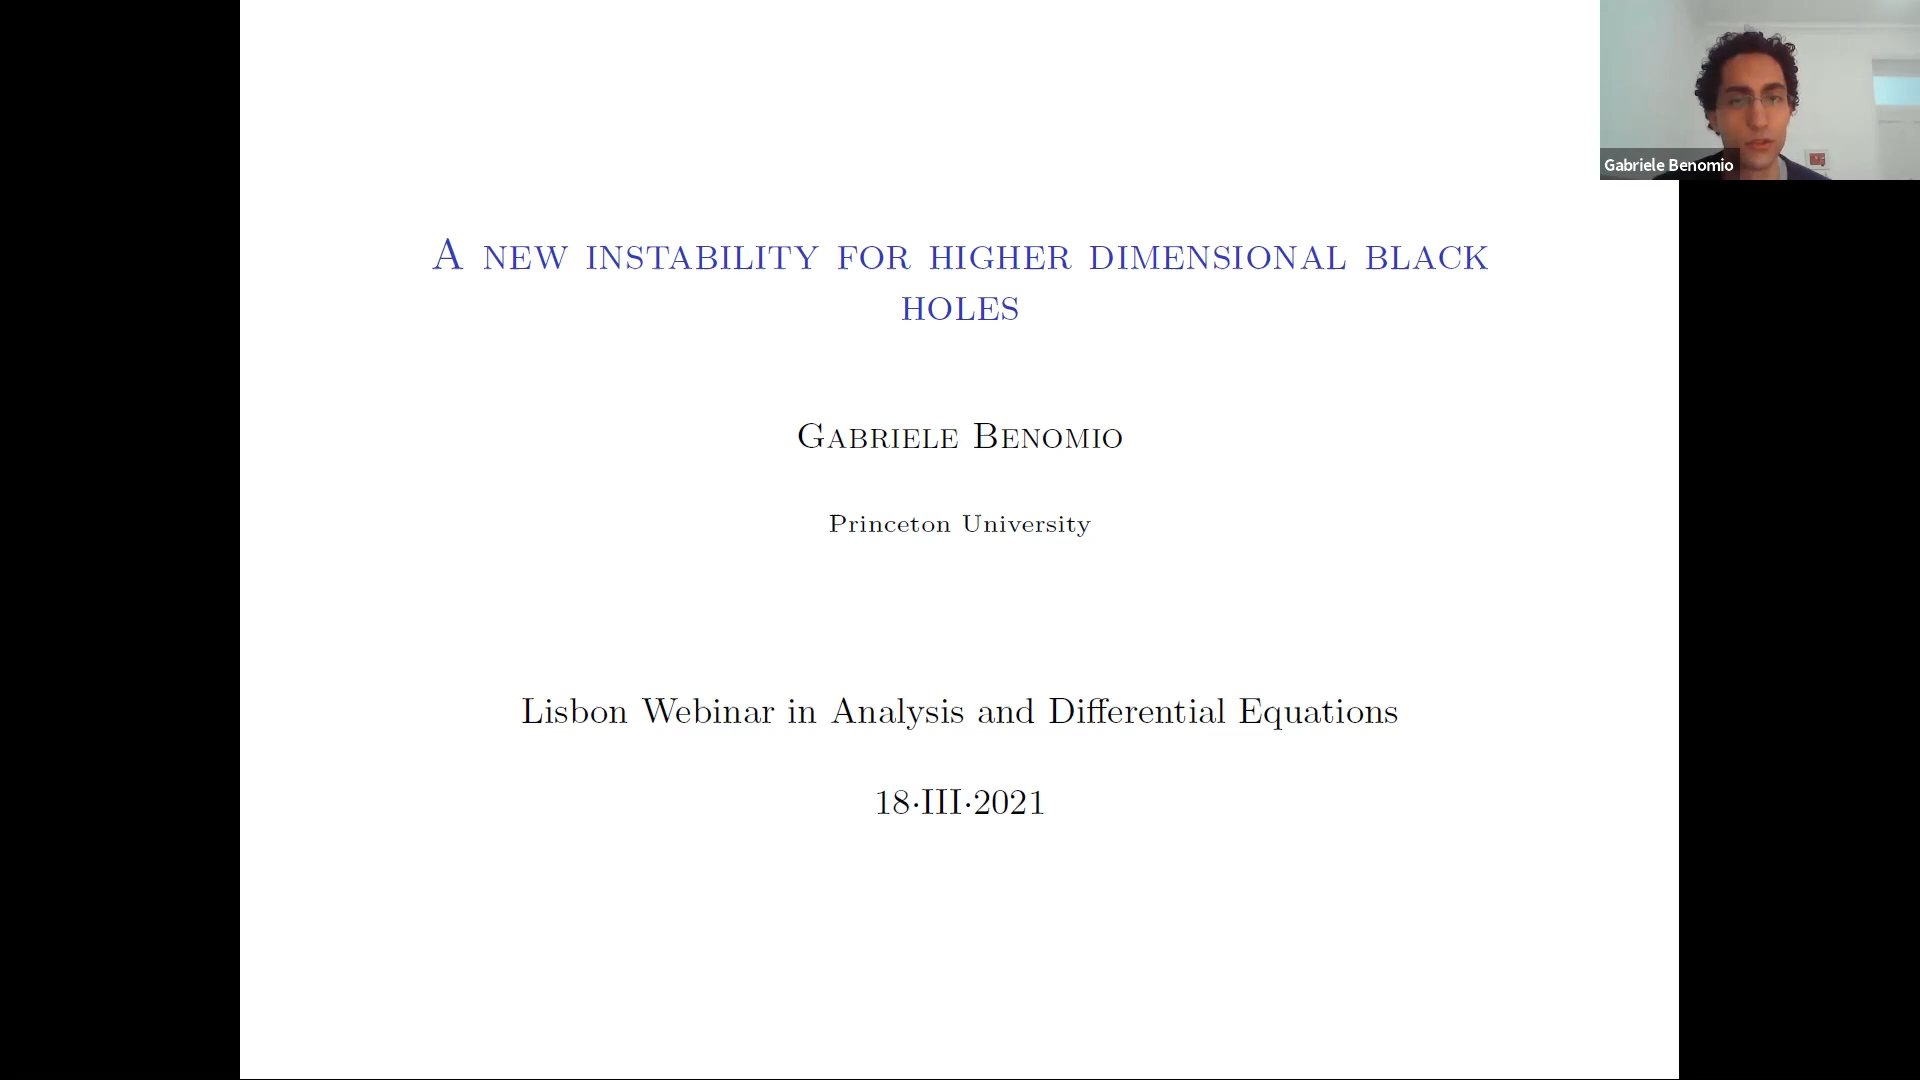 A NEW INSTABILITY FOR HIGHER DIMENSIONAL BLACK
HOLES
GABRIELE BENOMIO
Princeton University
Lisbon Webinar in Analysis and Differential Equations
18·III·2021
Gabriele Benomio